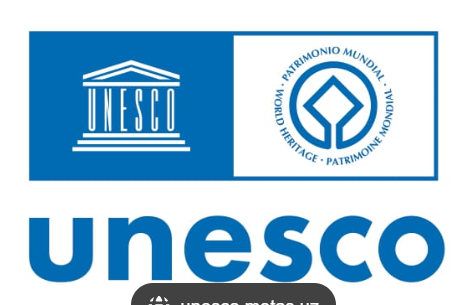 UNESCO
PATRIMONIO MUNDIAL · WORLD HERITAGE · PATRIMOINE MONDIAL ·
unesco